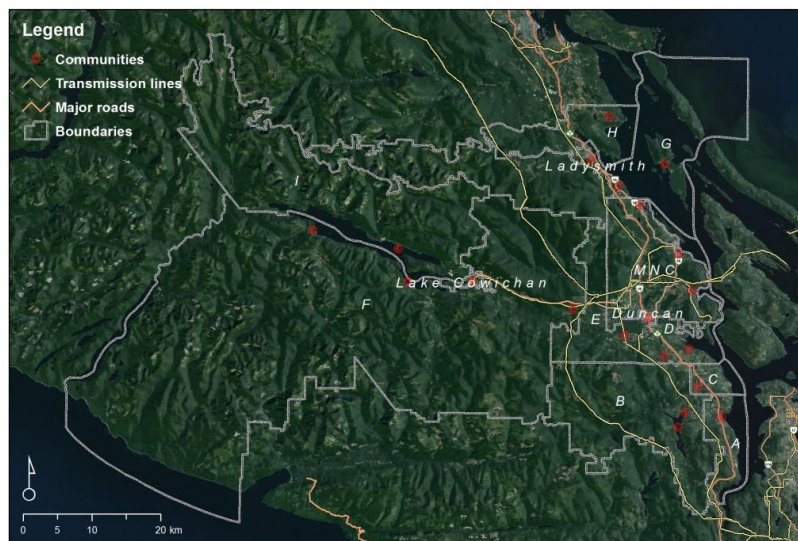 Legend
Communities
Transmission lines
Major roads
Boundaries
H
G
Ladysmith
I
MNC
Lake Cowichan
F
E
Duncan
D
C
B
A
0 5 10 20 km